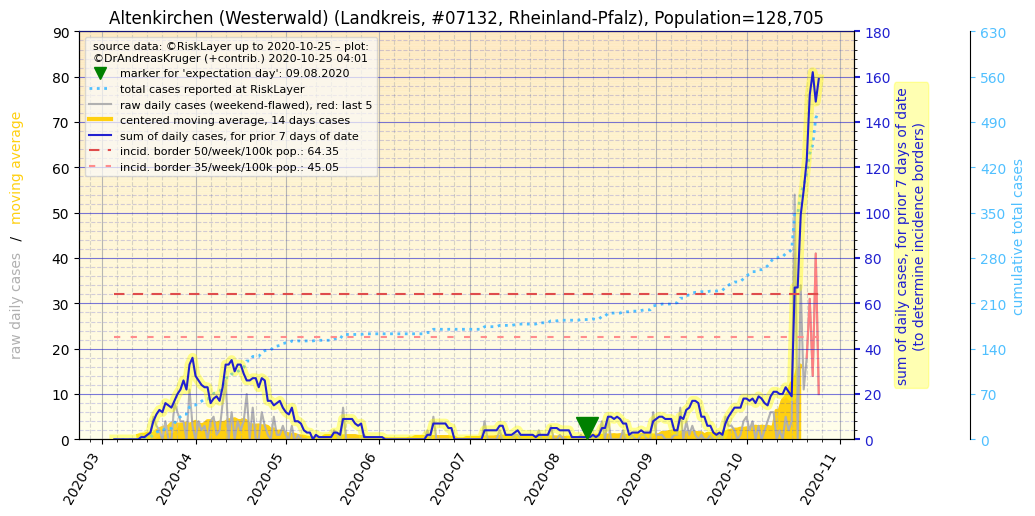 Altenkirchen (Westerwald) (Landkreis, #07132, Rheinland-Pfalz), Population=128,705
source data: ©RiskLayer up to 2020-10-25 – plot:
©DrAndreasKruger (+contrib.) 2020-10-25 04:01
marker for 'expectation day': 09.08.2020
total cases reported at RiskLayer
raw daily cases (weekend-flawed), red: last 5
centered moving average, 14 days cases
sum of daily cases, for prior 7 days of date
incid. border 50/week/100k pop.: 64.35
incid. border 35/week/100k pop.: 45.05
raw daily cases / moving average
90
80
70
60
50
40
30
20
10
0
180
160
140
120
100
80
60
40
20
0
sum of daily cases, for prior 7 days of date
(to determine incidence borders)
630
560
490
420
350
280
210
140
70
0
cumulative total cases
2020-03
2020-04
2020-05
2020-06
2020-07
2020-08
2020-09
2020-10
2020-11